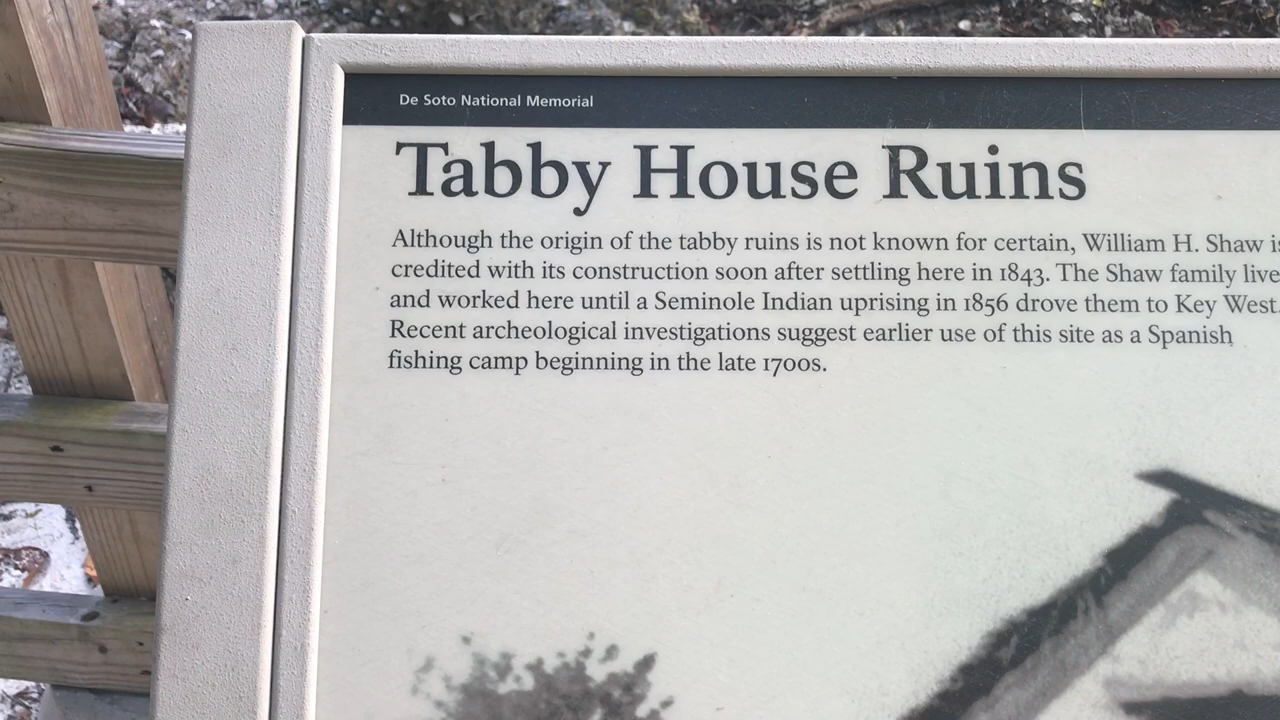 De Soto National Memorial
Tabby House Ruins
Although the origin of the tabby ruins is not known for certain, William H. Shaw is
credited with its construction soon after settling here in 1843. The Shaw family live
and worked here until a Seminole Indian uprising in 1856 drove them to Key West.
Recent archeological investigations suggest earlier use of this site as a Spanish
fishing camp beginning in the late 1700s.